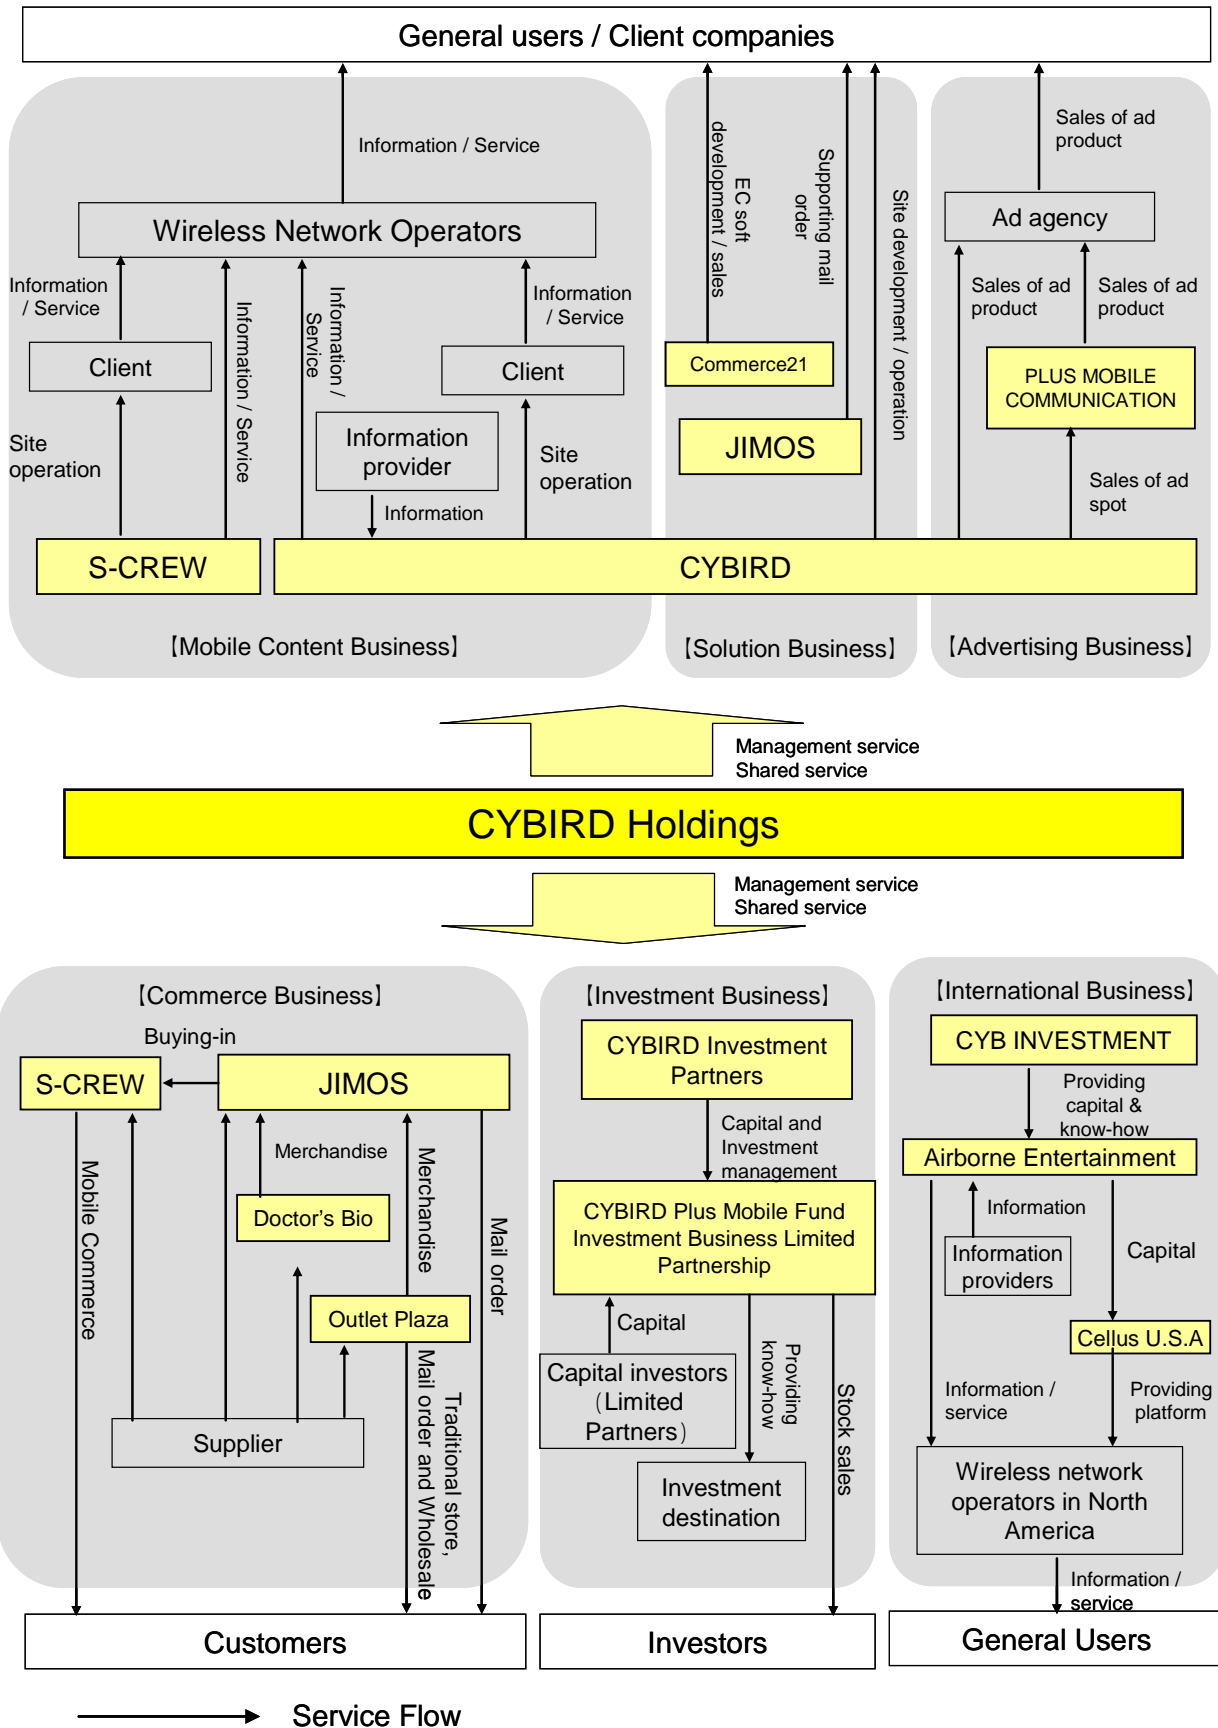 General users / Client companies
Information / Service
Wireless Network Operators
Information
/ Service
Client
Site
operation
Information / Service
Information /
Service
Information
/ Service
Client
Information
provider
Information
Site
operation
S-CREW
CYBIRD
【Mobile Content Business】
EC soft
development / sales
Supporting mail
order
Site development / operation
Commerce21
JIMOS
【Solution Business】
Sales of ad
product
Ad agency
Sales of ad
product
Sales of ad
product
PLUS MOBILE
COMMUNICATION
Sales of ad
spot
【Advertising Business】
Management service
Shared service
CYBIRD Holdings
Management service
Shared service
【Commerce Business】
Buying-in
S-CREW
JIMOS
Merchandise
Doctor's Bio
Merchandise
Mobile Commerce
Mail order
Outlet Plaza
Traditional store,
Mail order and Wholesale
Supplier
Customers
【Investment Business】
CYBIRD Investment
Partners
Capital and
Investment
management
CYBIRD Plus Mobile Fund
Investment Business Limited
Partnership
Capital
Capital investors
(Limited
Partners)
Providing
know-how
Stock sales
Investment
destination
Investors
【International Business】
CYB INVESTMENT
Providing
capital &
know-how
Airborne Entertainment
Information
Information
providers
Capital
Cellus U.S.A
Information /
service
Providing
platform
Wireless network
operators in North
America
Information /
service
General Users
Service Flow